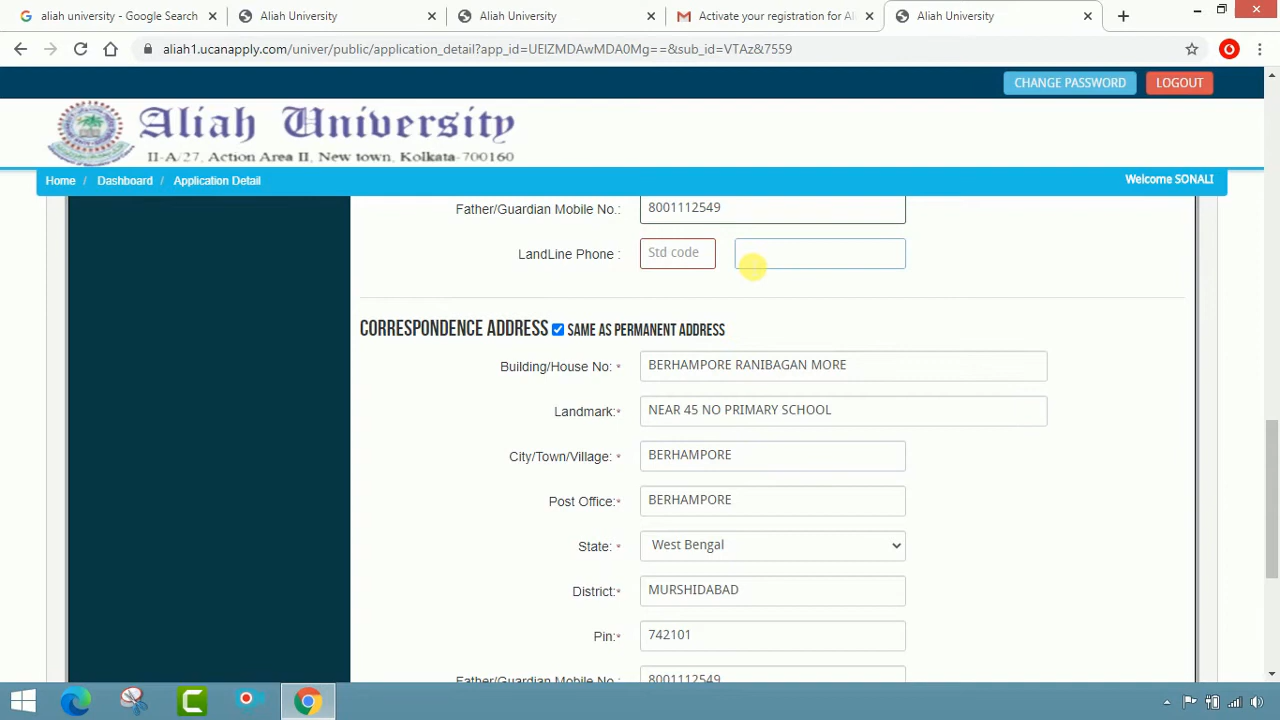 aliah university - Google Search
Aliah University
Aliah University
Activate your registration for Al
Aliah University
aliah1.ucanapply.com/univer/public/application_detail?app_id=UElZMDAwMDA0Mg==&sub_id=VTAz&7559
CHANGE PASSWORD
LOGOUT
Aliah University
II-A/27, Action Area II, New town, Kolkata-700160
Home / Dashboard / Application Detail
Welcome SONALI
Father/Guardian Mobile No.: 8001112549
LandLine Phone : Std code
CORRESPONDENCE ADDRESS SAME AS PERMANENT ADDRESS
Building/House No: * BERHAMPORE RANIBAGAN MORE
Landmark:* NEAR 45 NO PRIMARY SCHOOL
City/Town/Village: * BERHAMPORE
Post Office:* BERHAMPORE
State: * West Bengal
District:* MURSHIDABAD
Pin:* 742101
Father/Guardian Mobile No.: 8001112549